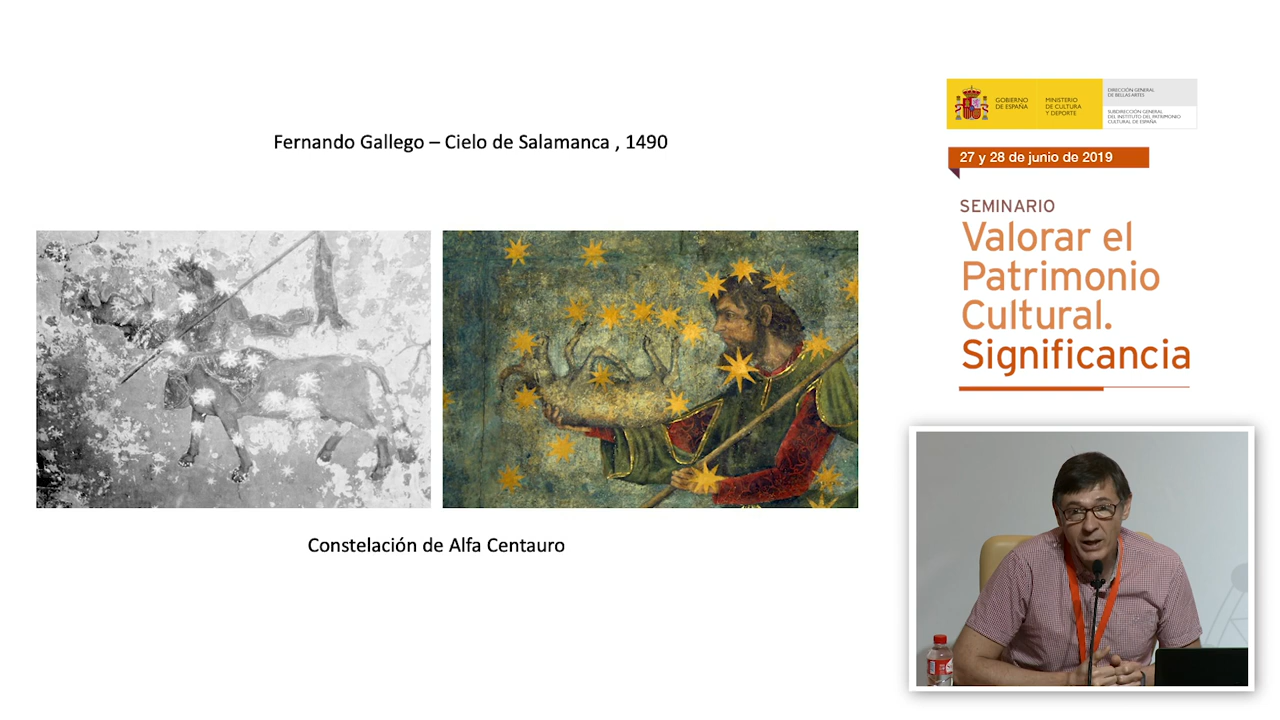 Fernando Gallego – Cielo de Salamanca , 1490
Constelación de Alfa Centauro
GOBIERNO
DE ESPAÑA
MINISTERIO
DE CULTURA
Y DEPORTE
DIRECCIÓN GENERAL
DE BELLAS ARTES
SUBDIRECCIÓN GENERAL
DEL INSTITUTO DEL PATRIMONIO
CULTURAL DE ESPAÑA
27 y 28 de junio de 2019
SEMINARIO
Valorar el
Patrimonio
Cultural.
Significancia